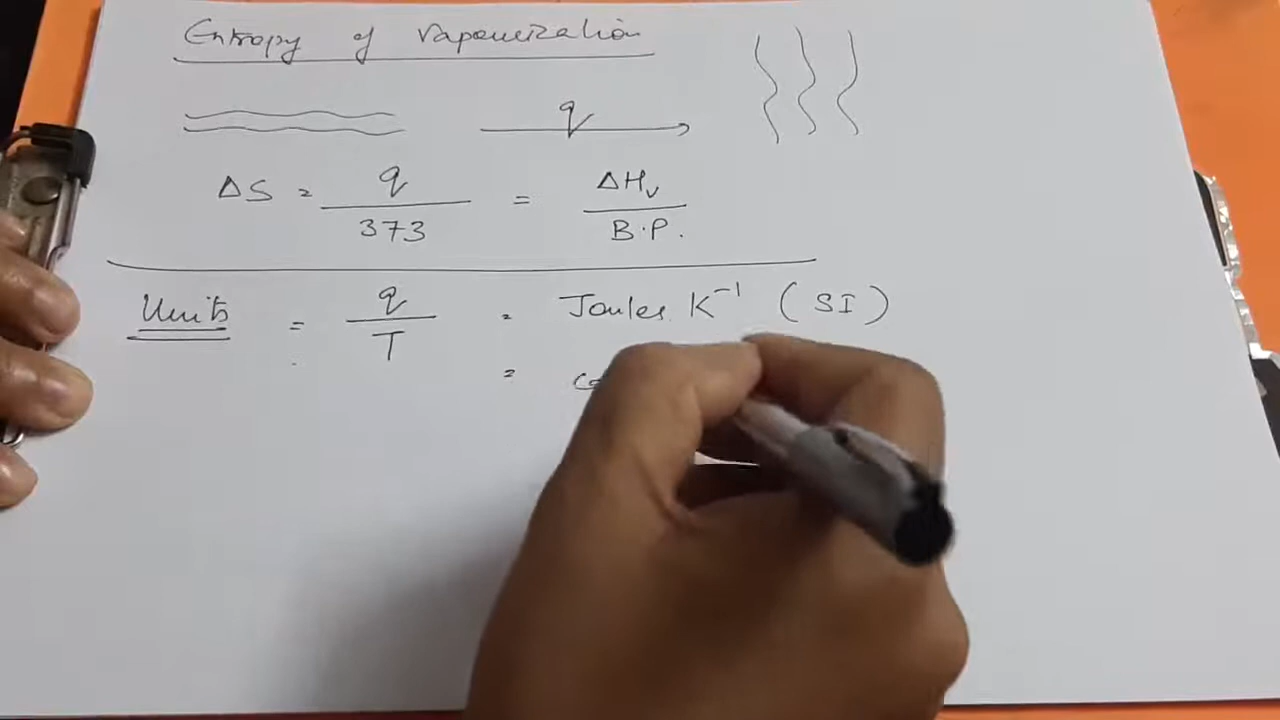 Entropy of vapourization
q
ΔS = q / 373 = ΔHv / B.P.
Units = q / T = Joules K⁻¹ (SI)
=